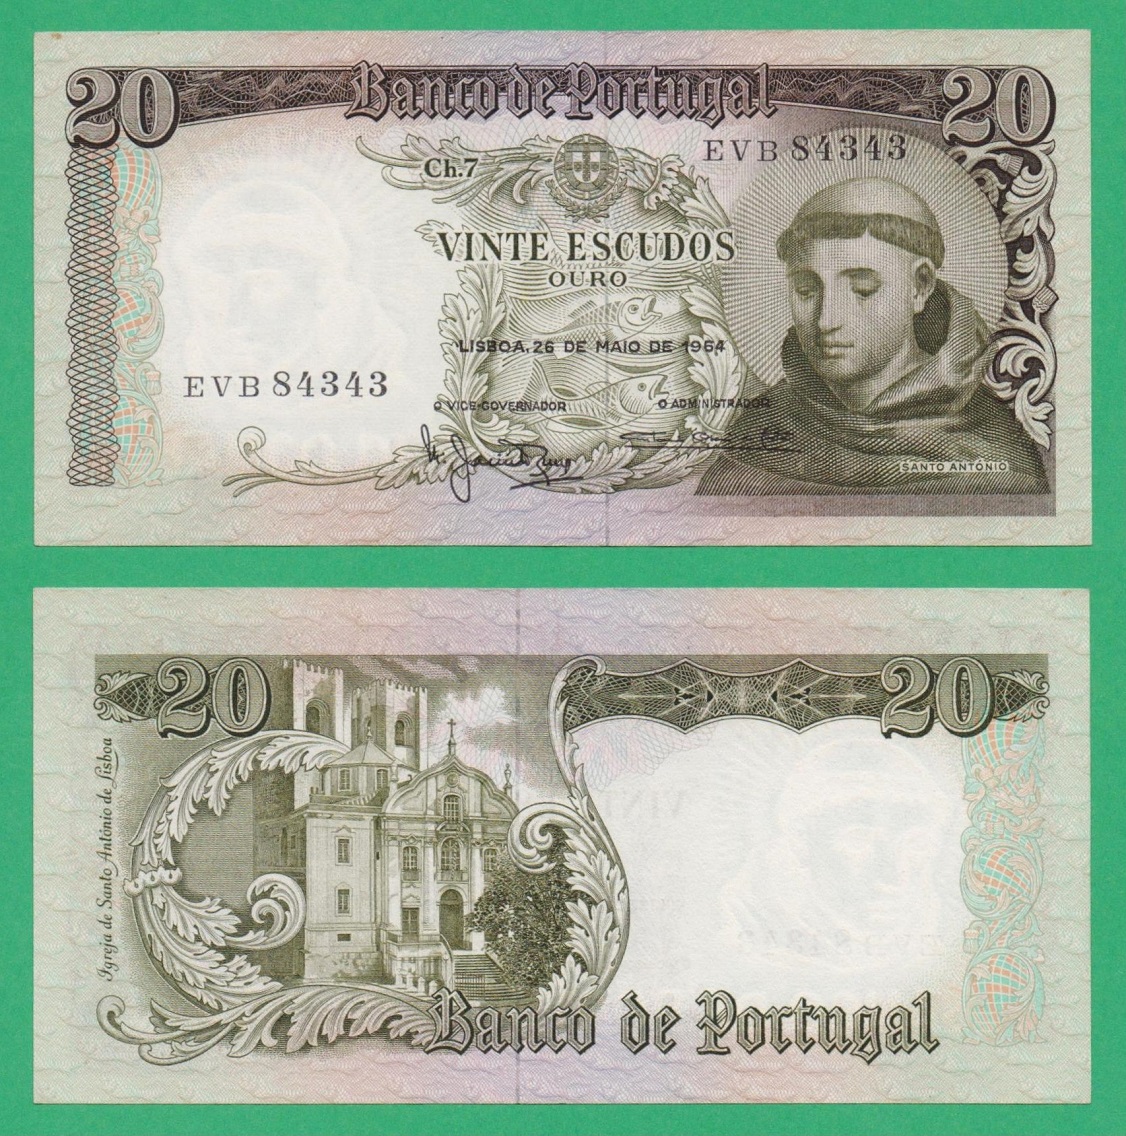 20 Banco de Portugal 20
EVB 84343
Ch.7
VINTE ESCUDOS
OURO
LISBOA, 26 DE MAIO DE 1964
EVB 84343
O VICE-GOVERNADOR O ADMINISTRADOR
SANTO ANTÓNIO
20 20
Igreja de Santo António de Lisboa
Banco de Portugal